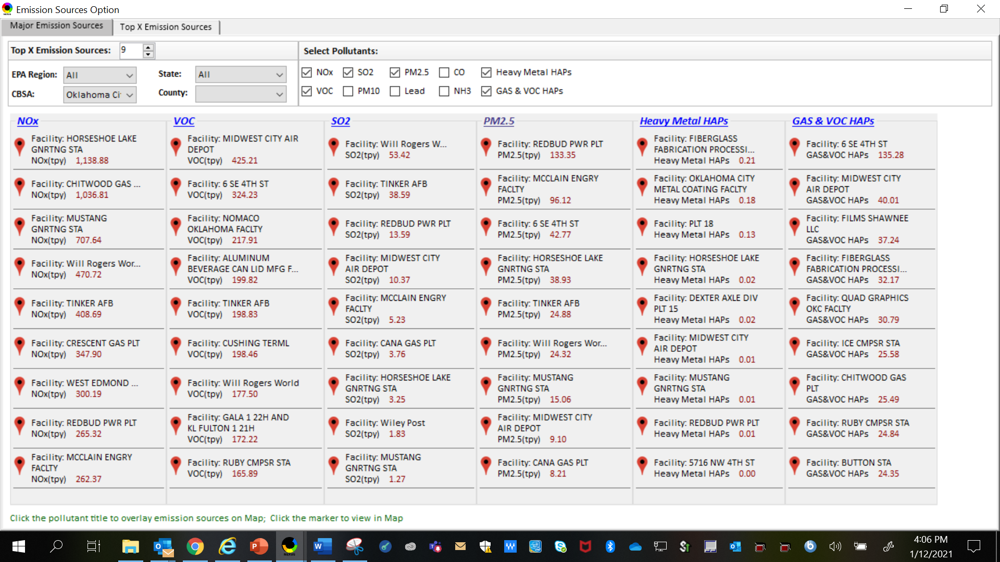 Emission Sources Option
Major Emission Sources
Top X Emission Sources
Top X Emission Sources: 9
Select Pollutants:
EPA Region: All
State: All
CBSA: Oklahoma Ci
County:
NOx
SO2
PM2.5
CO
Heavy Metal HAPs
VOC
PM10
Lead
NH3
GAS & VOC HAPs
NOx
Facility: HORSESHOE LAKE
GNRTNG STA
NOx(tpy) 1,138.88
Facility: CHITWOOD GAS ...
NOx(tpy) 1,036.81
Facility: MUSTANG
GNRTNG STA
NOx(tpy) 707.64
Facility: Will Rogers Wor...
NOx(tpy) 470.72
Facility: TINKER AFB
NOx(tpy) 408.69
Facility: CRESCENT GAS PLT
NOx(tpy) 347.90
Facility: WEST EDMOND ...
NOx(tpy) 300.19
Facility: REDBUD PWR PLT
NOx(tpy) 265.32
Facility: MCCLAIN ENGRY
FACLTY
NOx(tpy) 262.37
VOC
Facility: MIDWEST CITY AIR
DEPOT
VOC(tpy) 425.21
Facility: 6 SE 4TH ST
VOC(tpy) 324.23
Facility: NOMACO
OKLAHOMA FACLTY
VOC(tpy) 217.91
Facility: ALUMINUM
BEVERAGE CAN LID MFG F...
VOC(tpy) 199.82
Facility: TINKER AFB
VOC(tpy) 198.83
Facility: CUSHING TERML
VOC(tpy) 198.46
Facility: Will Rogers World
VOC(tpy) 177.50
Facility: GALA 1 22H AND
KL FULTON 1 21H
VOC(tpy) 172.22
Facility: RUBY CMPSR STA
VOC(tpy) 165.89
SO2
Facility: Will Rogers W...
SO2(tpy) 53.42
Facility: TINKER AFB
SO2(tpy) 38.59
Facility: REDBUD PWR PLT
SO2(tpy) 13.59
Facility: MIDWEST CITY
AIR DEPOT
SO2(tpy) 10.37
Facility: MCCLAIN ENGRY
FACLTY
SO2(tpy) 5.23
Facility: CANA GAS PLT
SO2(tpy) 3.76
Facility: HORSESHOE LAKE
GNRTNG STA
SO2(tpy) 3.25
Facility: Wiley Post
SO2(tpy) 1.83
Facility: MUSTANG
GNRTNG STA
SO2(tpy) 1.27
PM2.5
Facility: REDBUD PWR PLT
PM2.5(tpy) 133.35
Facility: MCCLAIN ENGRY
FACLTY
PM2.5(tpy) 96.12
Facility: 6 SE 4TH ST
PM2.5(tpy) 42.77
Facility: HORSESHOE LAKE
GNRTNG STA
PM2.5(tpy) 38.93
Facility: TINKER AFB
PM2.5(tpy) 24.88
Facility: Will Rogers Wor...
PM2.5(tpy) 24.32
Facility: MUSTANG
GNRTNG STA
PM2.5(tpy) 15.06
Facility: MIDWEST CITY
AIR DEPOT
PM2.5(tpy) 9.10
Facility: CANA GAS PLT
PM2.5(tpy) 8.21
Heavy Metal HAPs
Facility: FIBERGLASS
FABRICATION PROCESSI...
Heavy Metal HAPs 0.21
Facility: OKLAHOMA CITY
METAL COATING FACLTY
Heavy Metal HAPs 0.18
Facility: PLT 18
Heavy Metal HAPs 0.13
Facility: HORSESHOE LAKE
GNRTNG STA
Heavy Metal HAPs 0.02
Facility: DEXTER AXLE DIV
PLT 15
Heavy Metal HAPs 0.02
Facility: MIDWEST CITY
AIR DEPOT
Heavy Metal HAPs 0.01
Facility: MUSTANG
GNRTNG STA
Heavy Metal HAPs 0.01
Facility: REDBUD PWR PLT
Heavy Metal HAPs 0.01
Facility: 5716 NW 4TH ST
Heavy Metal HAPs 0.00
GAS & VOC HAPs
Facility: 6 SE 4TH ST
GAS&VOC HAPs 135.28
Facility: MIDWEST CITY
AIR DEPOT
GAS&VOC HAPs 40.01
Facility: FILMS SHAWNEE
LLC
GAS&VOC HAPs 37.24
Facility: FIBERGLASS
FABRICATION PROCESSI...
GAS&VOC HAPs 32.17
Facility: QUAD GRAPHICS
OKC FACLTY
GAS&VOC HAPs 30.79
Facility: ICE CMPSR STA
GAS&VOC HAPs 25.58
Facility: CHITWOOD GAS
PLT
GAS&VOC HAPs 25.49
Facility: RUBY CMPSR STA
GAS&VOC HAPs 24.84
Facility: BUTTON STA
GAS&VOC HAPs 24.35
Click the pollutant title to overlay emission sources on Map; Click the marker to view in Map
4:06 PM
1/12/2021